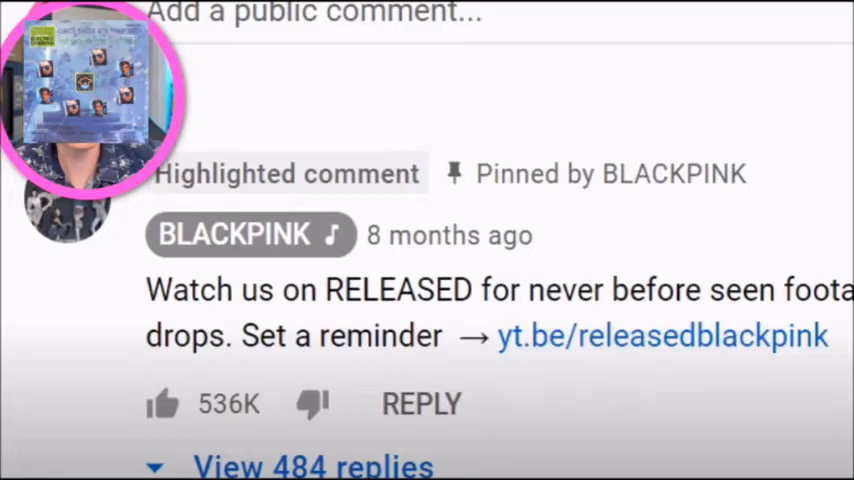 Add a public comment...
Highlighted comment Pinned by BLACKPINK
BLACKPINK ♪ 8 months ago
Watch us on RELEASED for never before seen foota
drops. Set a reminder → yt.be/releasedblackpink
536K REPLY
View 484 replies